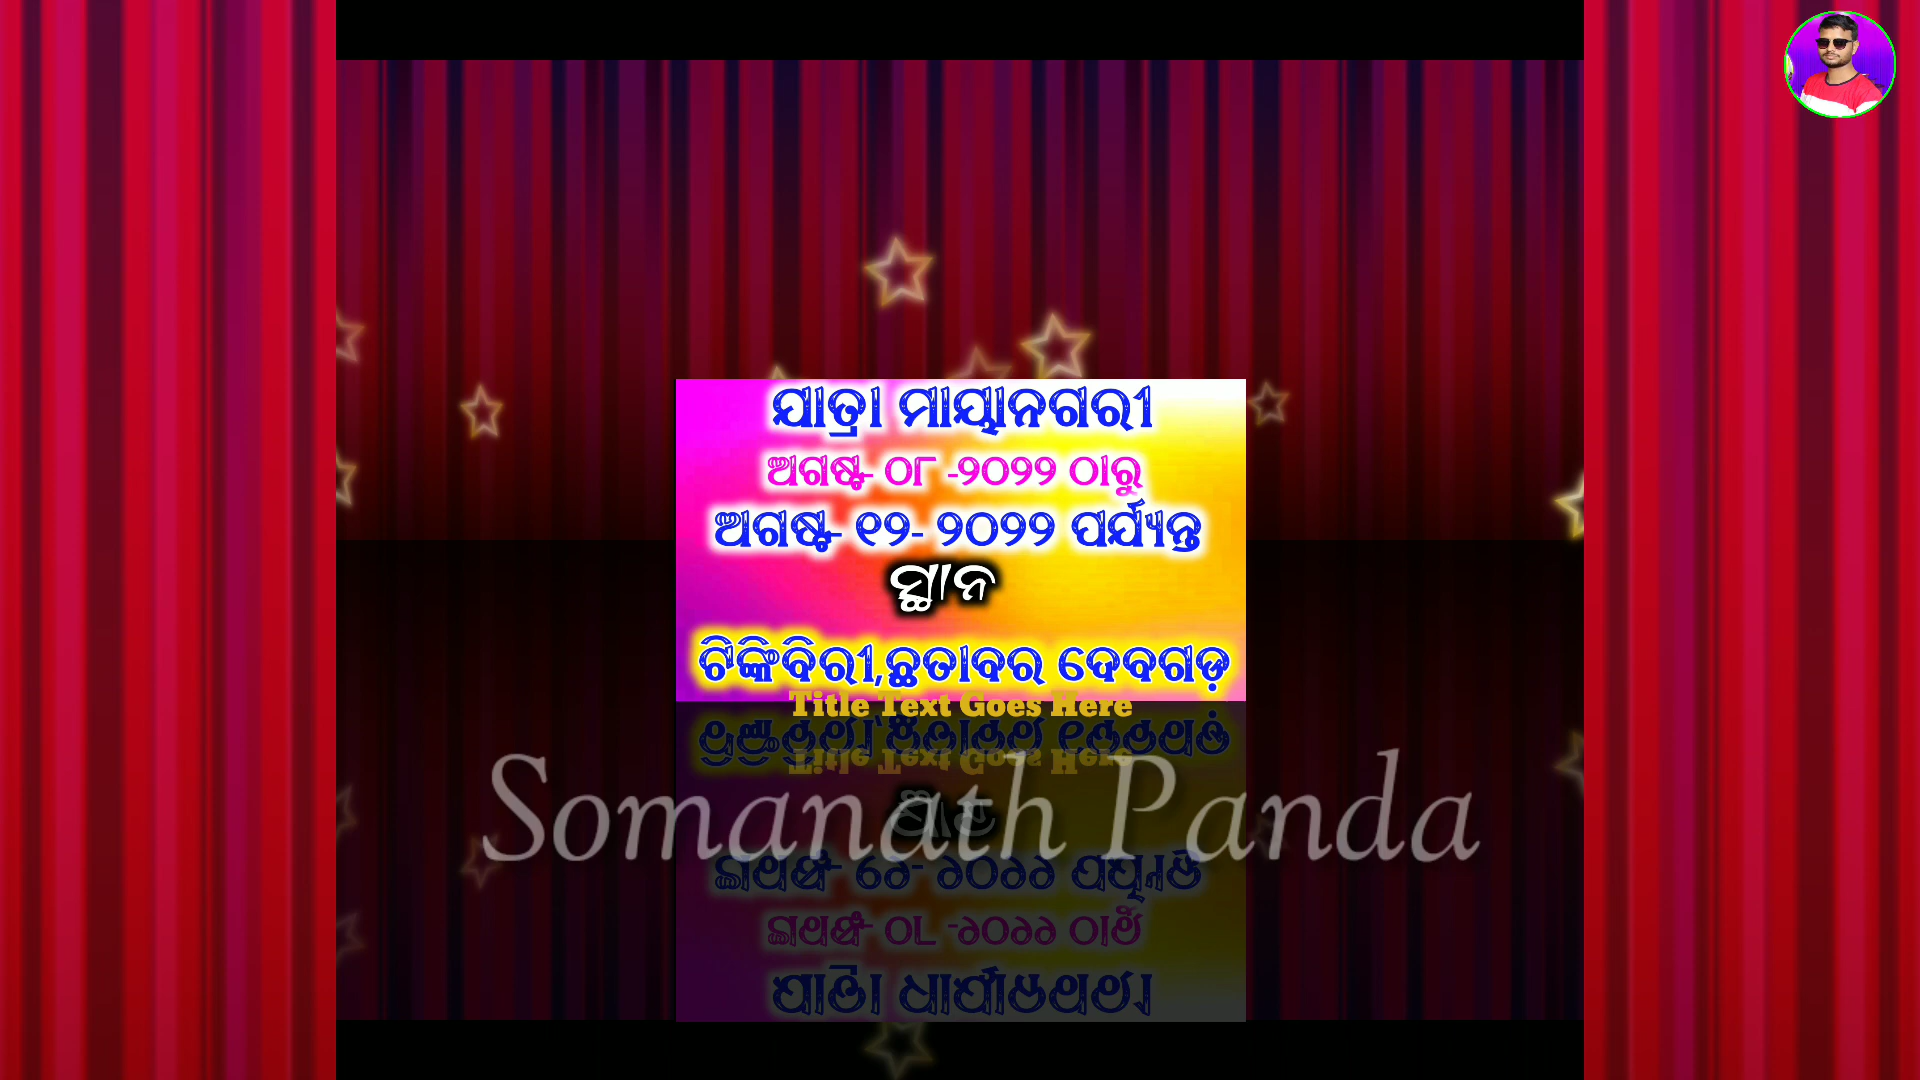 ଯାତ୍ରା ମାୟାନଗରୀ
ଅଗଷ୍ଟ- ୦୮ -୨୦୨୨ ଠାରୁ
ଅଗଷ୍ଟ- ୧୨- ୨୦୨୨ ପର୍ଯ୍ୟନ୍ତ
ସ୍ଥାନ
ଟିଙ୍କିବିରୀ,ଛତାବର ଦେବଗଡ଼
Title Text Goes Here
Somanath Panda